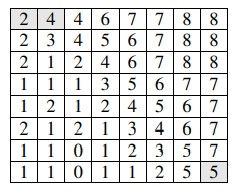 2 4 4 6 7 7 8 8
2 3 4 5 6 7 8 8
2 1 2 4 6 7 8 8
1 1 1 3 5 6 7 7
1 2 1 2 4 5 6 7
2 1 2 1 3 4 6 7
1 1 0 1 2 3 5 7
1 1 0 1 1 2 5 5